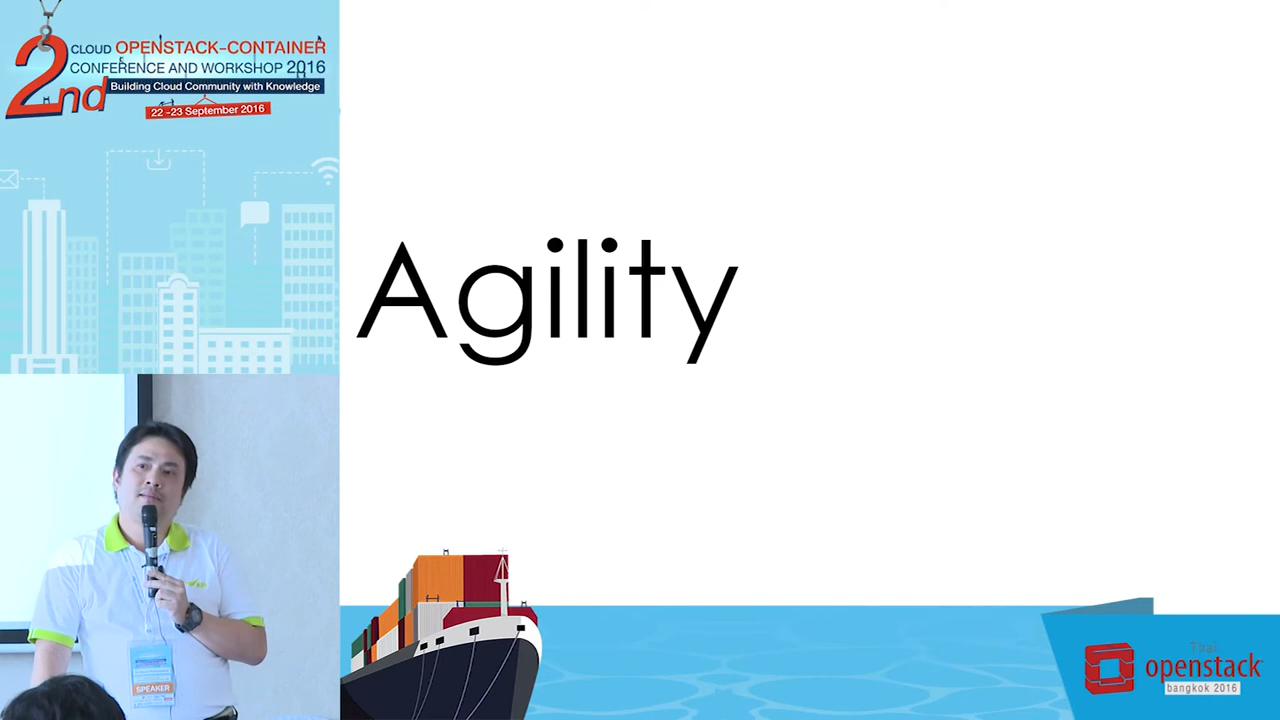 2nd
CLOUD OPENSTACK-CONTAINER
CONFERENCE AND WORKSHOP 2016
Building Cloud Community with Knowledge
22 -23 September 2016
Agility
SPEAKER
Thai
openstack
bangkok 2016